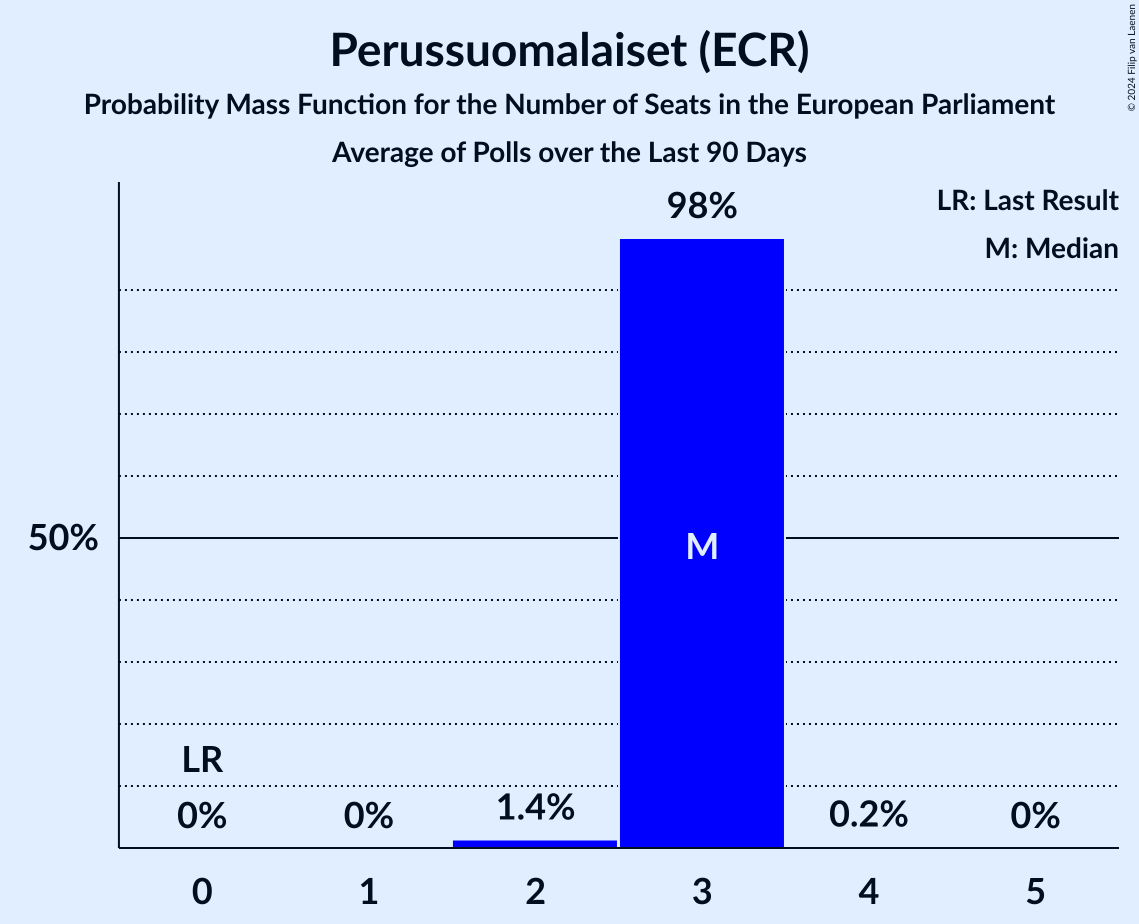 Perussuomalaiset (ECR)
Probability Mass Function for the Number of Seats in the European Parliament
Average of Polls over the Last 90 Days
© 2024 Filip van Laenen
LR: Last Result
M: Median
98%
50%
M
LR
0%
0%
1.4%
0.2%
0%
0
1
2
3
4
5